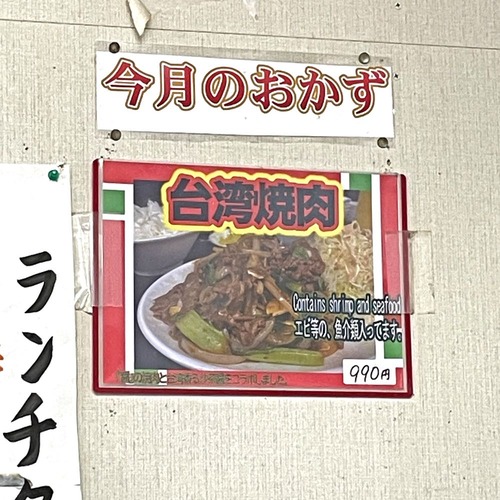 今月のおかず
台湾焼肉
Contains shrimp and seafood
エビ等の、魚介類入ってます。
990円
ランチタ